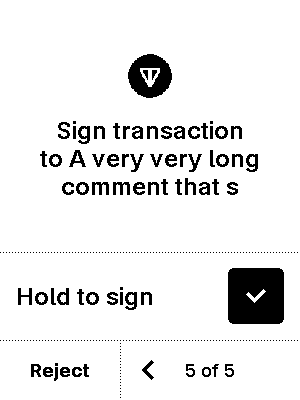 Sign transaction
to A very very long
comment that s
Hold to sign
Reject
5 of 5